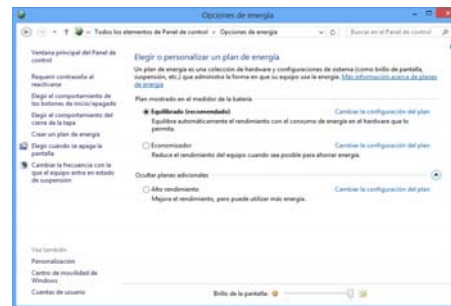 Opciones de energía
Todos los elementos de Panel de control
Opciones de energía
Buscar en el Panel de control
Ventana principal del Panel de
control
Requerir contraseña al
reactivarse
Elegir el comportamiento de
los botones de inicio/apagado
Elegir el comportamiento del
cierre de la tapa
Crear un plan de energía
Elegir cuándo se apaga la
pantalla
Cambiar la frecuencia con la
que el equipo entra en estado
de suspensión
Elegir o personalizar un plan de energía
Un plan de energía es una colección de hardware y configuraciones de sistema (como brillo de pantalla,
suspensión, etc.) que administra la forma en que su equipo usa la energía. Más información acerca de planes
de energía
Plan mostrado en el medidor de la batería
Equilibrado (recomendado) Cambiar la configuración del plan
Equilibra automáticamente el rendimiento con el consumo de energía en el hardware que lo
permita.
Economizador Cambiar la configuración del plan
Reduce el rendimiento del equipo cuando sea posible para ahorrar energía.
Ocultar planes adicionales
Alto rendimiento Cambiar la configuración del plan
Mejora el rendimiento, pero puede utilizar más energía.
Vea también
Personalización
Centro de movilidad de
Windows
Cuentas de usuario
Brillo de la pantalla: